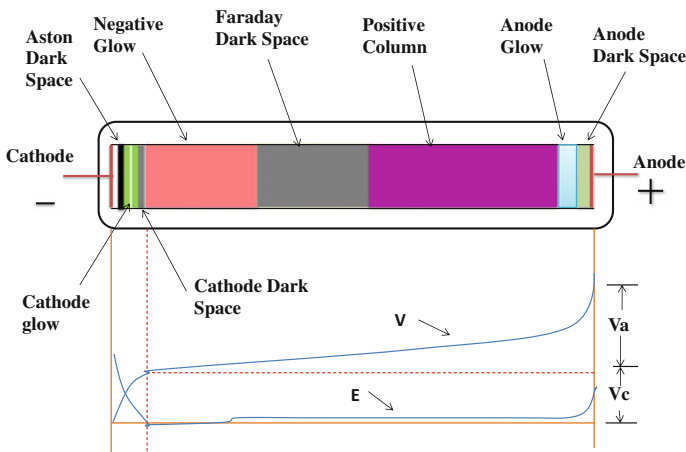 Aston
Dark
Space
Negative
Glow
Faraday
Dark Space
Positive
Column
Anode
Glow
Anode
Dark Space
Cathode
–
Anode
+
Cathode
glow
Cathode Dark
Space
V
Va
E
Vc